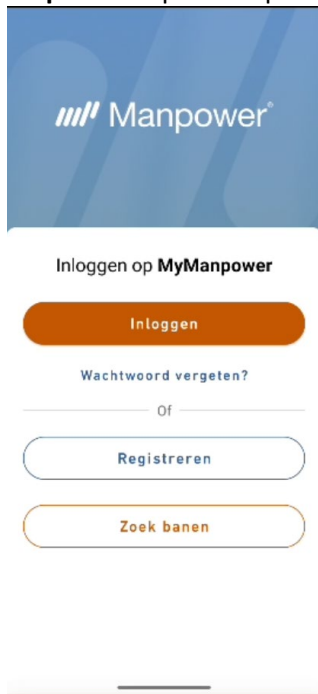 Manpower®
Inloggen op MyManpower
Inloggen
Wachtwoord vergeten?
Of
Registreren
Zoek banen